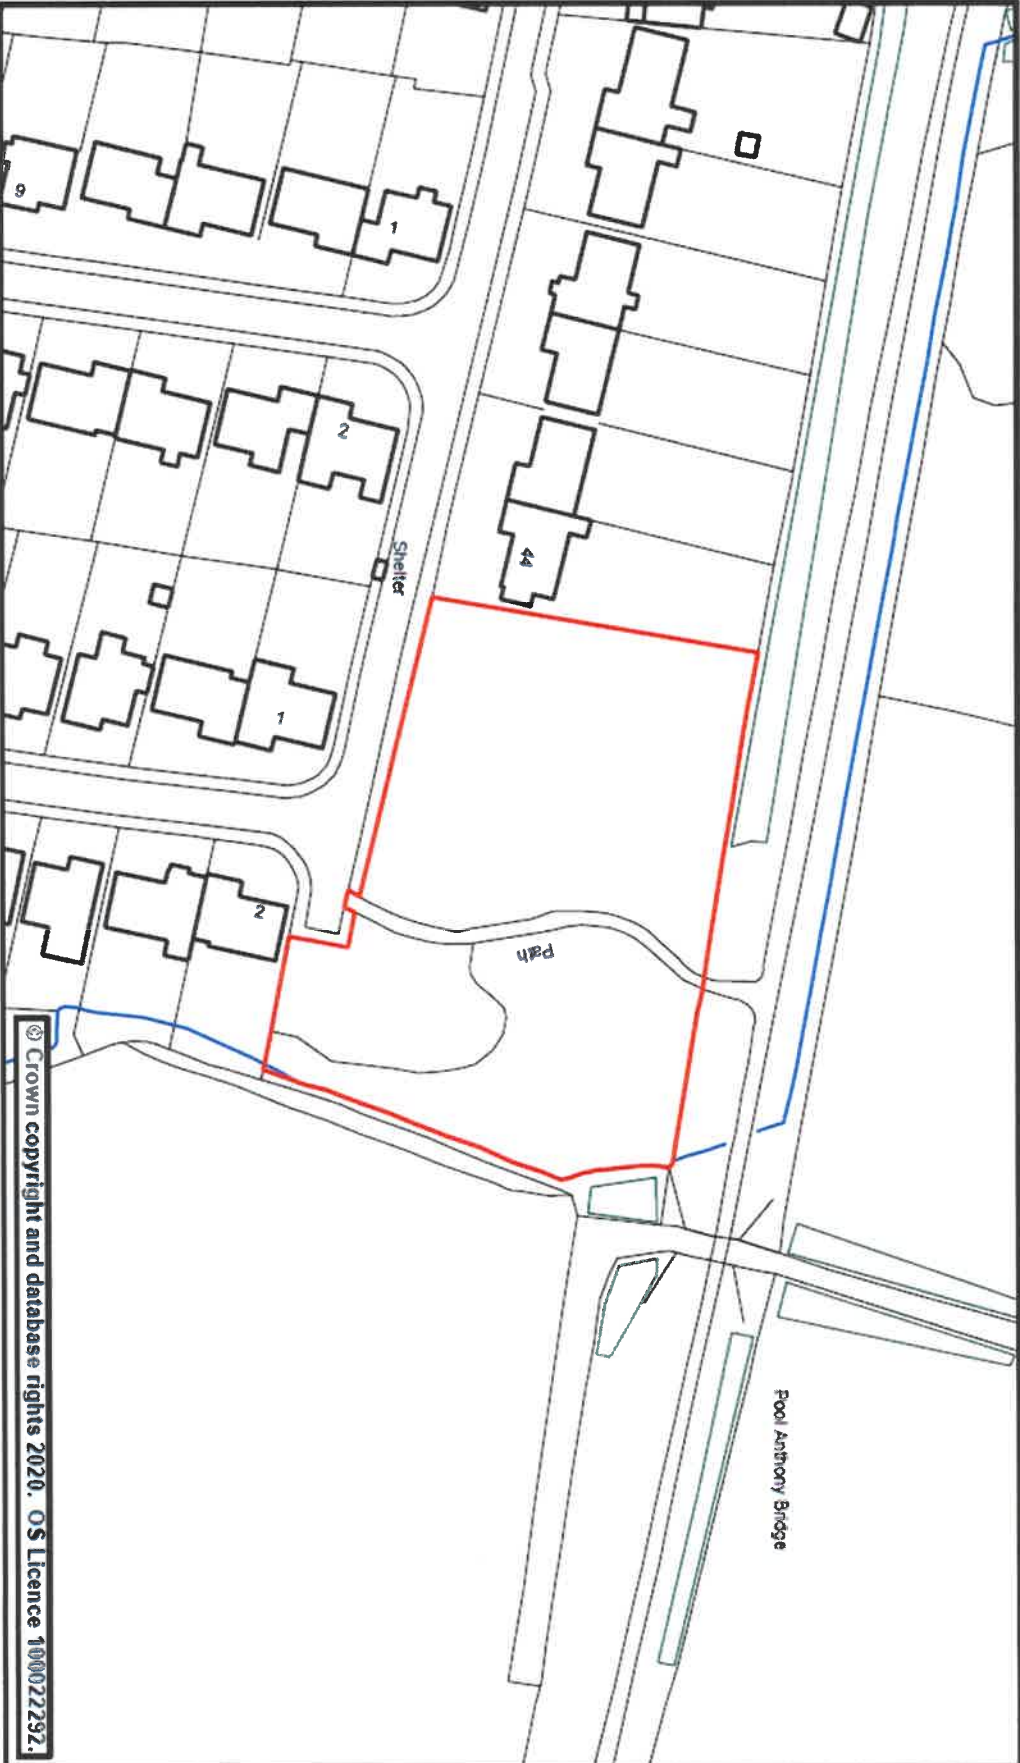 9
1
2
44
Shelter
1
2
Path
Pool Anthony Bridge
© Crown copyright and database rights 2020. OS Licence 100022292.